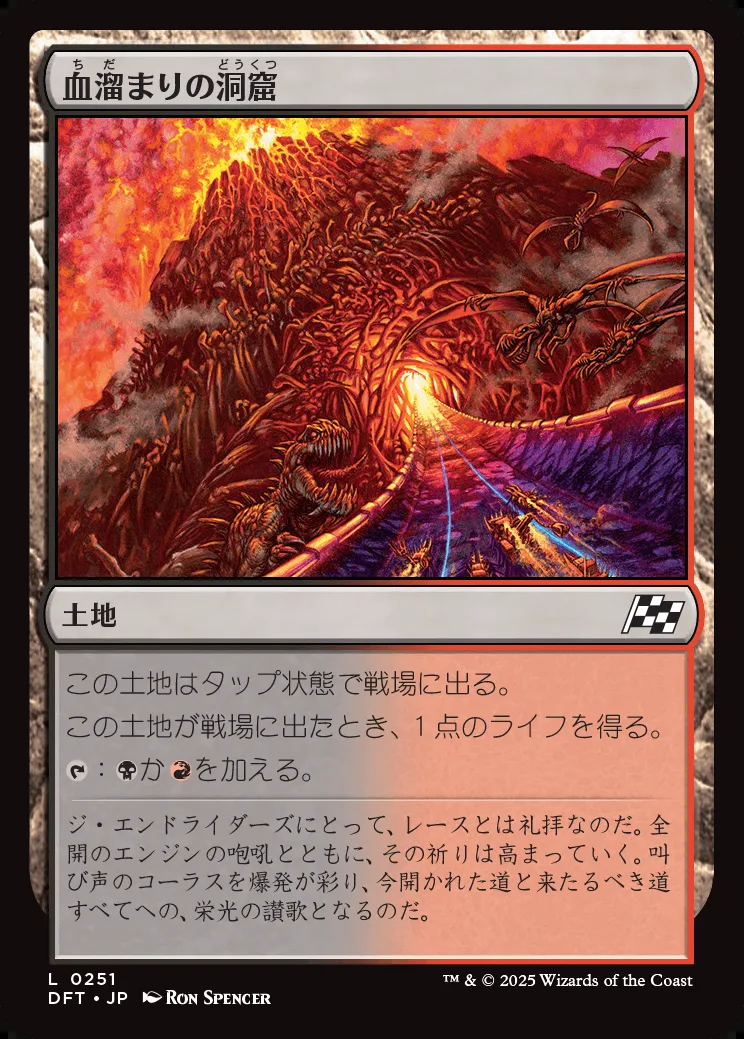 ち だ どうくつ
血溜まりの洞窟
土地
この土地はタップ状態で戦場に出る。
この土地が戦場に出たとき、1点のライフを得る。
：か を加える。
ジ・エンドライダーズにとって、レースとは礼拝なのだ。全
開のエンジンの咆吼とともに、その祈りは高まっていく。叫
び声のコーラスを爆発が彩り、今開かれた道と来たるべき道
すべてへの、栄光の讃歌となるのだ。
L 0251
DFT • JP Ron Spencer
™ & © 2025 Wizards of the Coast